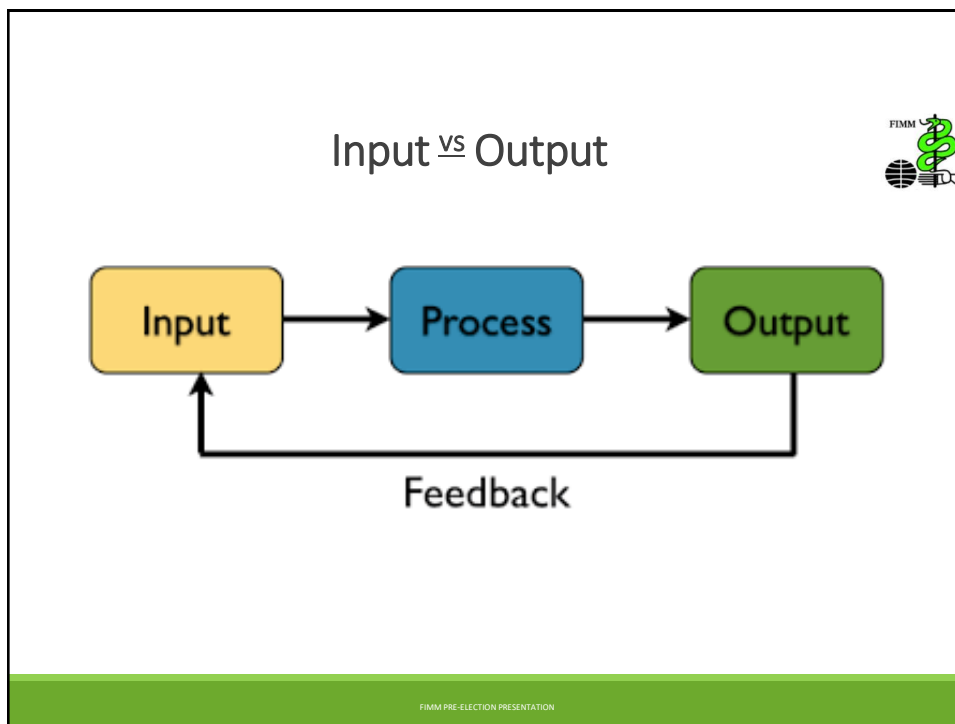 Input vs Output
FIMM
Input
Process
Output
Feedback
FIMM PRE-ELECTION PRESENTATION